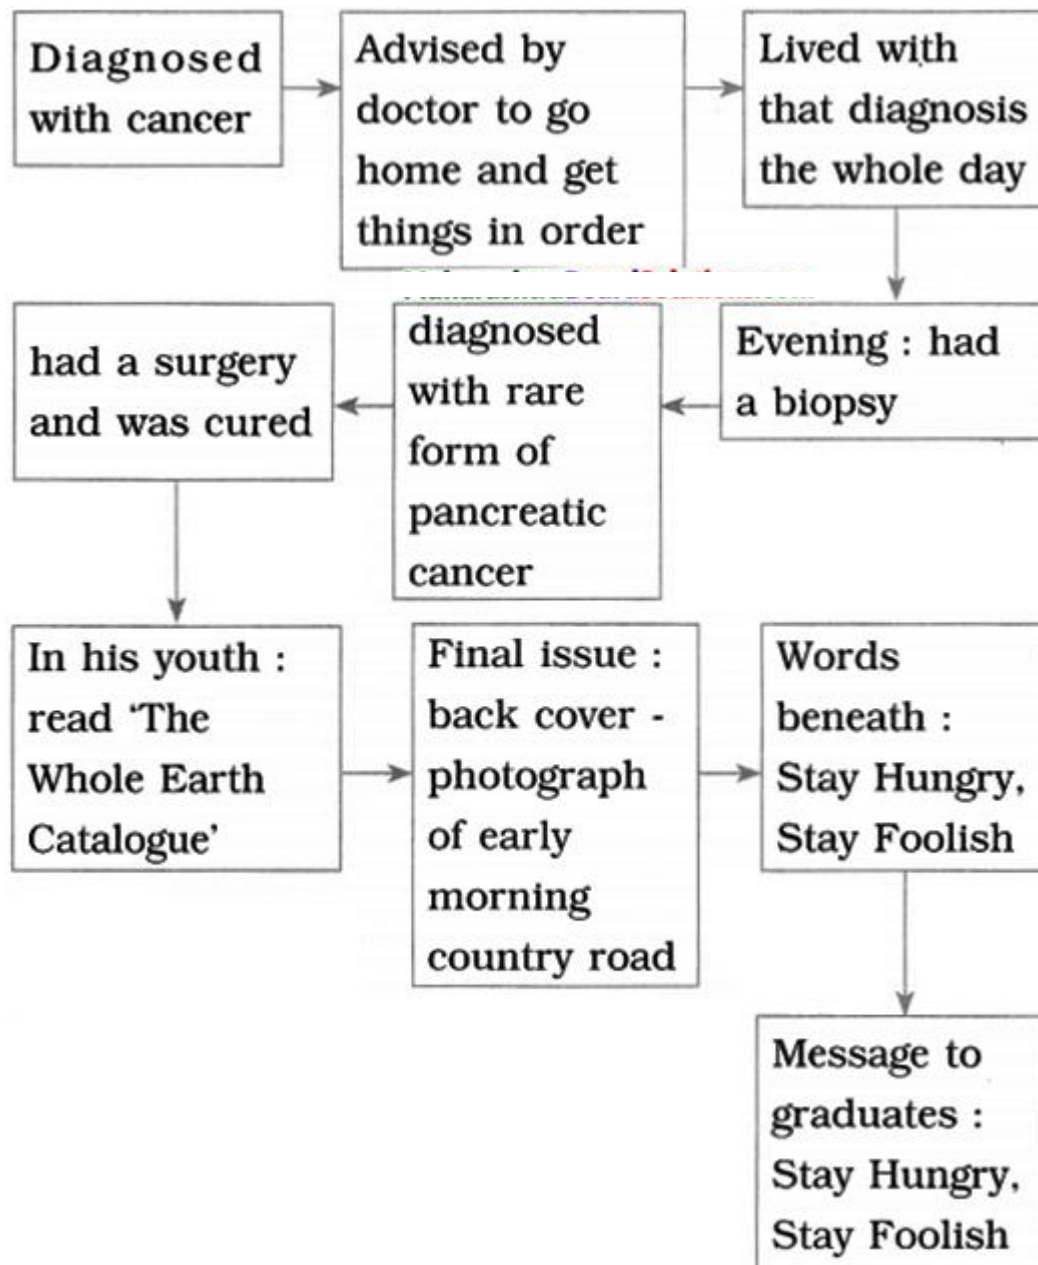 Diagnosed
with cancer
Advised by
doctor to go
home and get
things in order
Lived with
that diagnosis
the whole day
Evening : had
a biopsy
diagnosed
with rare
form of
pancreatic
cancer
had a surgery
and was cured
In his youth :
read ‘The
Whole Earth
Catalogue’
Final issue :
back cover -
photograph
of early
morning
country road
Words
beneath :
Stay Hungry,
Stay Foolish
Message to
graduates :
Stay Hungry,
Stay Foolish